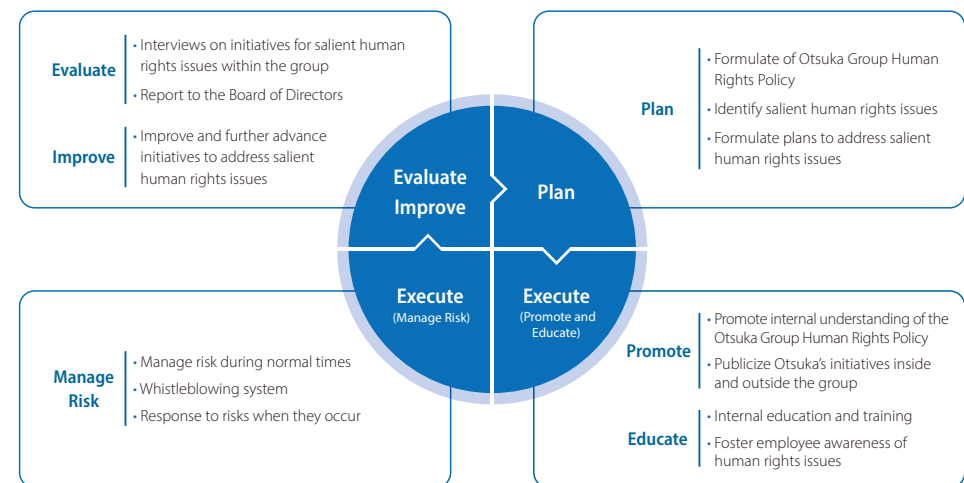 Evaluate
• Interviews on initiatives for salient human
rights issues within the group
• Report to the Board of Directors
Improve
• Improve and further advance
initiatives to address salient
human rights issues
Plan
• Formulate of Otsuka Group Human
Rights Policy
• Identify salient human rights issues
• Formulate plans to address salient
human rights issues
Evaluate
Improve
Plan
Execute
(Manage Risk)
Execute
(Promote and
Educate)
Manage
Risk
• Manage risk during normal times
• Whistleblowing system
• Response to risks when they occur
Promote
• Promote internal understanding of the
Otsuka Group Human Rights Policy
• Publicize Otsuka's initiatives inside
and outside the group
Educate
• Internal education and training
• Foster employee awareness of
human rights issues